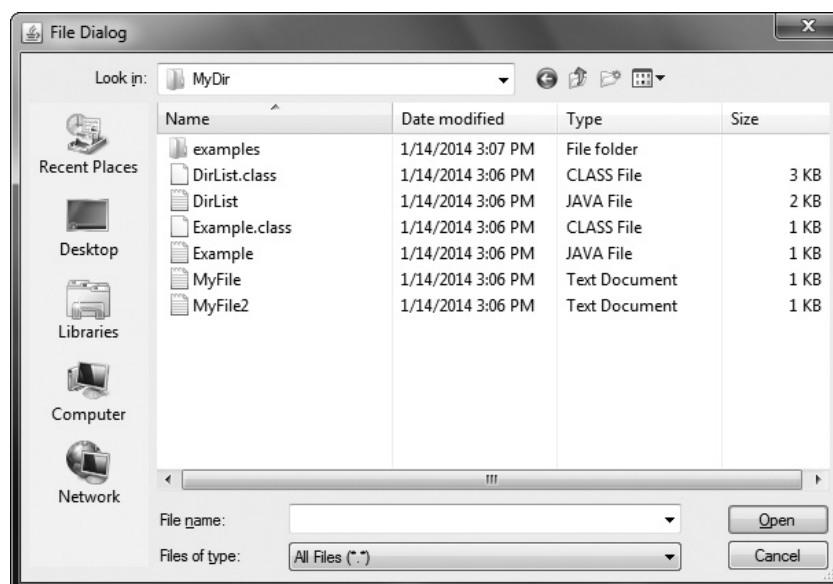 File Dialog
Look in: MyDir
Name Date modified Type Size
examples 1/14/2014 3:07 PM File folder
DirList.class 1/14/2014 3:06 PM CLASS File 3 KB
DirList 1/14/2014 3:06 PM JAVA File 2 KB
Example.class 1/14/2014 3:06 PM CLASS File 1 KB
Example 1/14/2014 3:06 PM JAVA File 1 KB
MyFile 1/14/2014 3:06 PM Text Document 1 KB
MyFile2 1/14/2014 3:06 PM Text Document 1 KB
Recent Places
Desktop
Libraries
Computer
Network
File name: Open
Files of type: All Files (*.*) Cancel